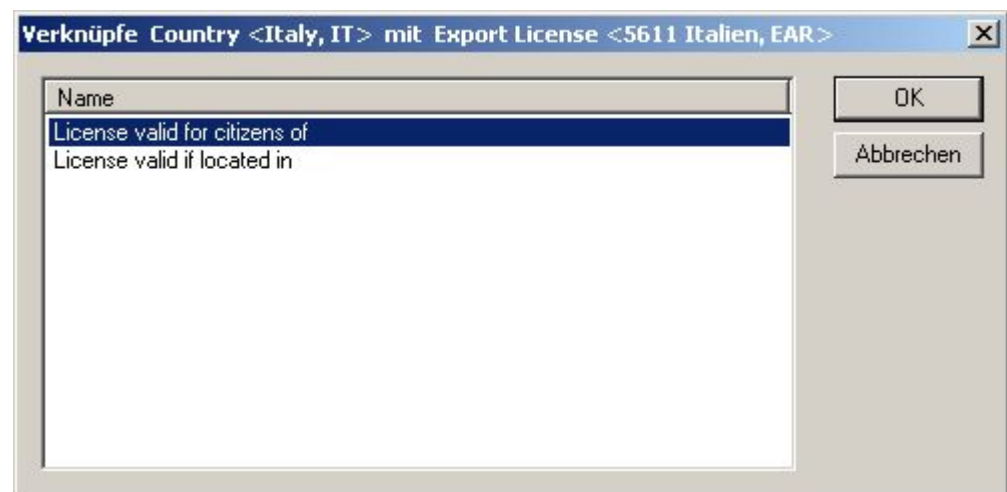 Verknüpfe Country <Italy, IT> mit Export License <5611 Italien, EAR>
Name
License valid for citizens of
License valid if located in
OK
Abbrechen